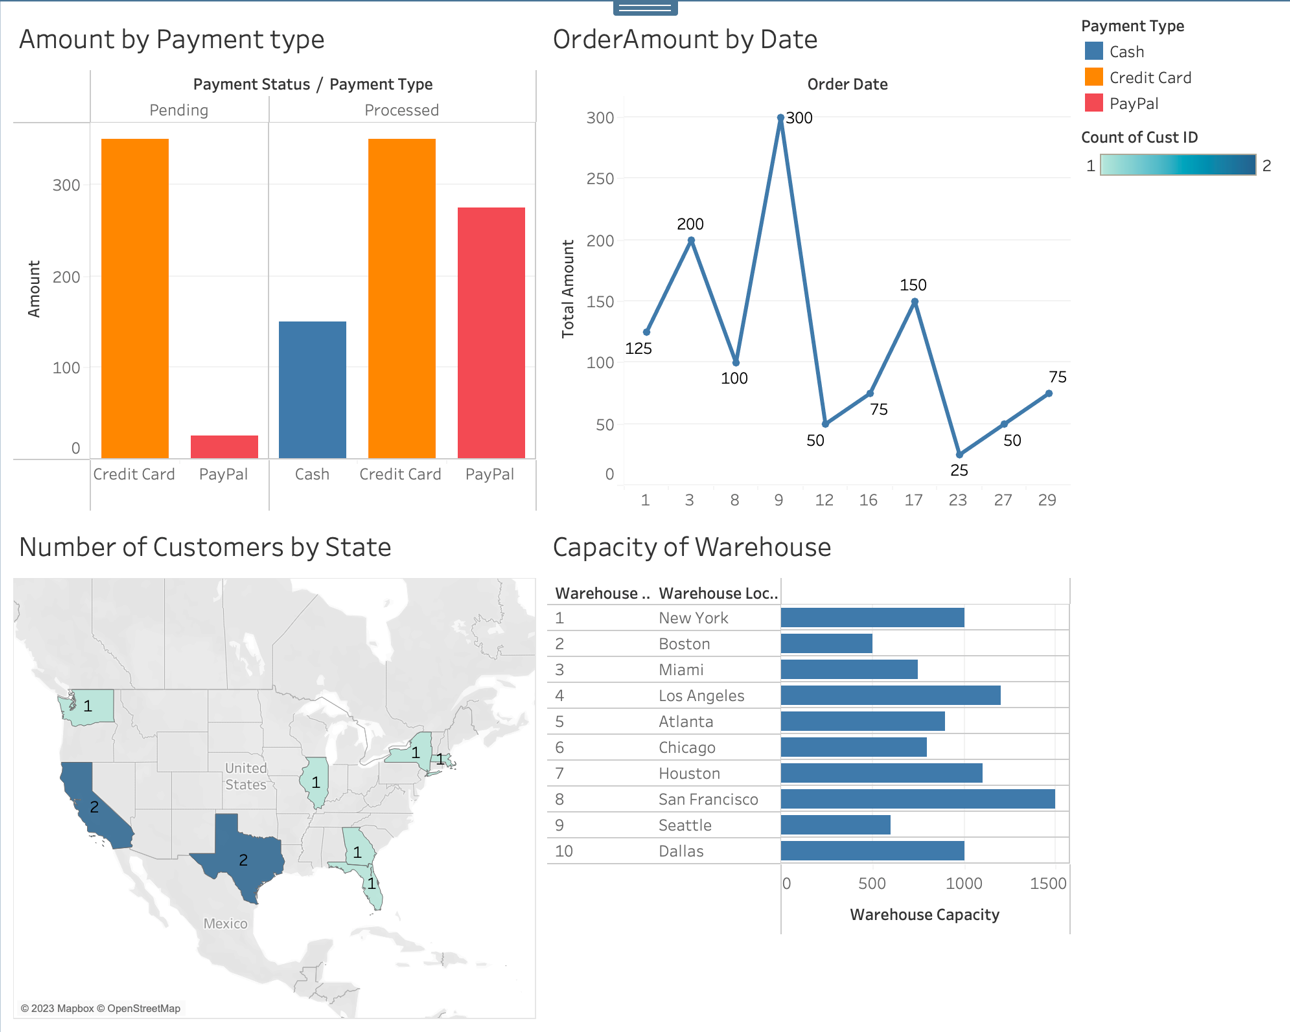 Amount by Payment type
Payment Status / Payment Type
Pending
Processed
Amount
300
200
100
0
Credit Card
PayPal
Cash
Credit Card
PayPal
OrderAmount by Date
Order Date
Total Amount
300
250
200
150
100
50
0
125
200
100
300
50
75
150
25
50
75
1
3
8
9
12
16
17
23
27
29
Payment Type
Cash
Credit Card
PayPal
Count of Cust ID
1
2
Number of Customers by State
1
2
2
1
1
1
1
1
United
States
Mexico
© 2023 Mapbox © OpenStreetMap
Capacity of Warehouse
Warehouse .. Warehouse Loc..
1 New York
2 Boston
3 Miami
4 Los Angeles
5 Atlanta
6 Chicago
7 Houston
8 San Francisco
9 Seattle
10 Dallas
0
500
1000
1500
Warehouse Capacity